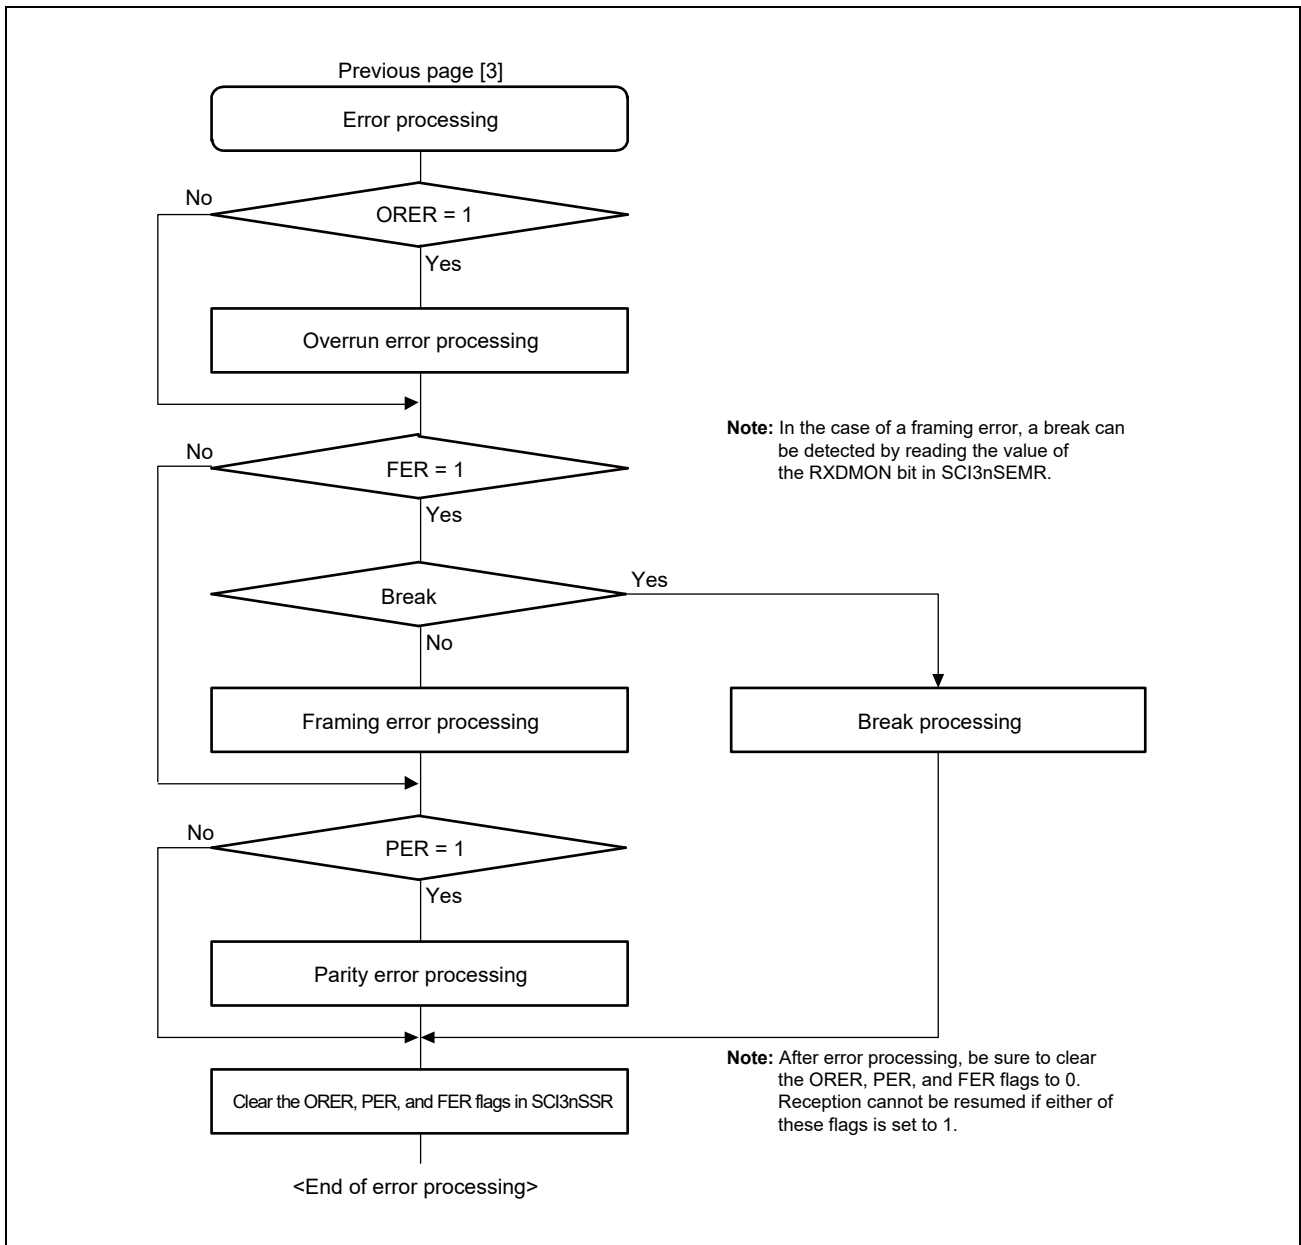 Previous page [3]
Error processing
No
ORER = 1
Yes
Overrun error processing
Note: In the case of a framing error, a break can
be detected by reading the value of
the RXDMON bit in SCI3nSEMR.
No
FER = 1
Yes
Yes
Break
No
Framing error processing
Break processing
No
PER = 1
Yes
Parity error processing
Note: After error processing, be sure to clear
the ORER, PER, and FER flags to 0.
Reception cannot be resumed if either of
these flags is set to 1.
Clear the ORER, PER, and FER flags in SCI3nSSR
<End of error processing>